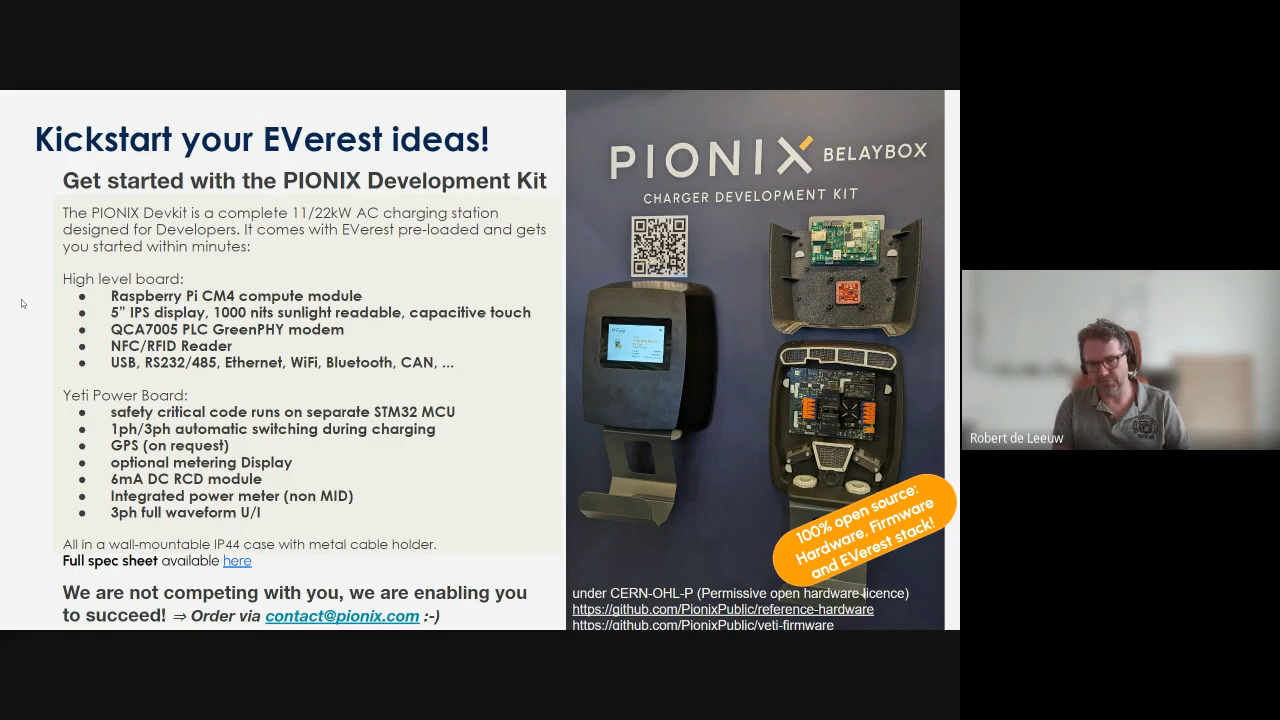 Kickstart your EVerest ideas!
Get started with the PIONIX Development Kit
The PIONIX Devkit is a complete 11/22kW AC charging station
designed for Developers. It comes with EVerest pre-loaded and gets
you started within minutes:
High level board:
● Raspberry Pi CM4 compute module
● 5" IPS display, 1000 nits sunlight readable, capacitive touch
● QCA7005 PLC GreenPHY modem
● NFC/RFID Reader
● USB, RS232/485, Ethernet, WiFi, Bluetooth, CAN, ...
Yeti Power Board:
● safety critical code runs on separate STM32 MCU
● 1ph/3ph automatic switching during charging
● GPS (on request)
● optional metering Display
● 6mA DC RCD module
● Integrated power meter (non MID)
● 3ph full waveform U/I
All in a wall-mountable IP44 case with metal cable holder.
Full spec sheet available here
We are not competing with you, we are enabling you
to succeed! ⇒ Order via contact@pionix.com :-)
PIONIX BELAYBOX
CHARGER DEVELOPMENT KIT
100% open source:
Hardware, Firmware
and EVerest stack!
under CERN-OHL-P (Permissive open hardware licence)
https://github.com/PionixPublic/reference-hardware
https://github.com/PionixPublic/yeti-firmware
Robert de Leeuw